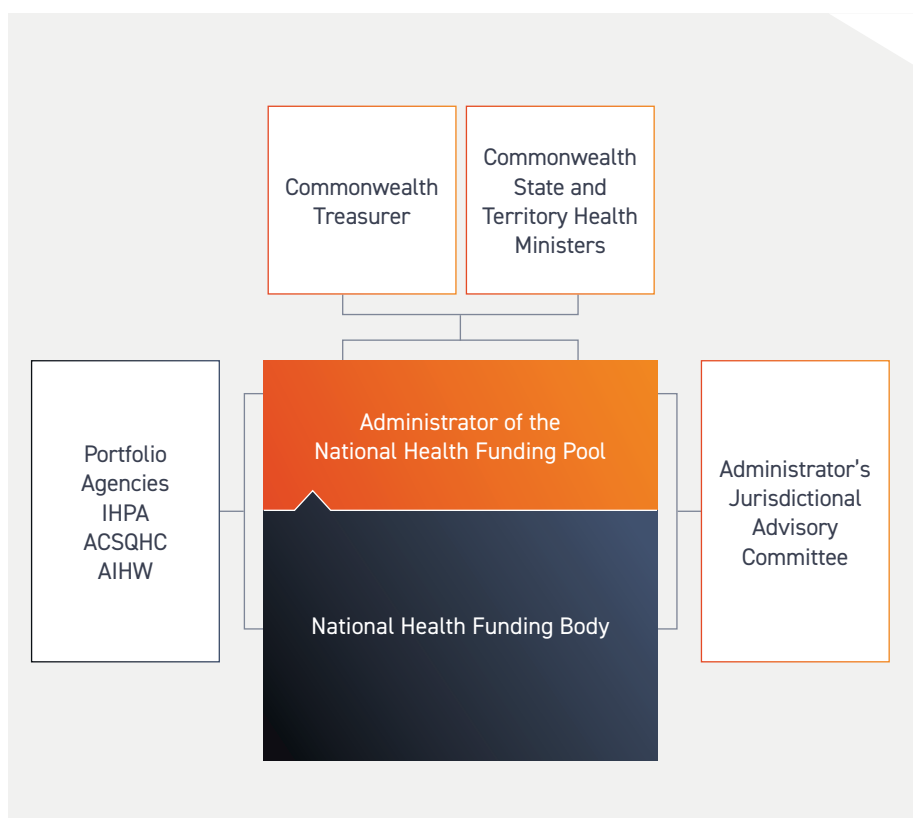 Commonwealth
Treasurer
Commonwealth
State and
Territory Health
Ministers
Administrator of the
National Health Funding Pool
Portfolio
Agencies
IHPA
ACSQHC
AIHW
National Health Funding Body
Administrator’s
Jurisdictional
Advisory
Committee